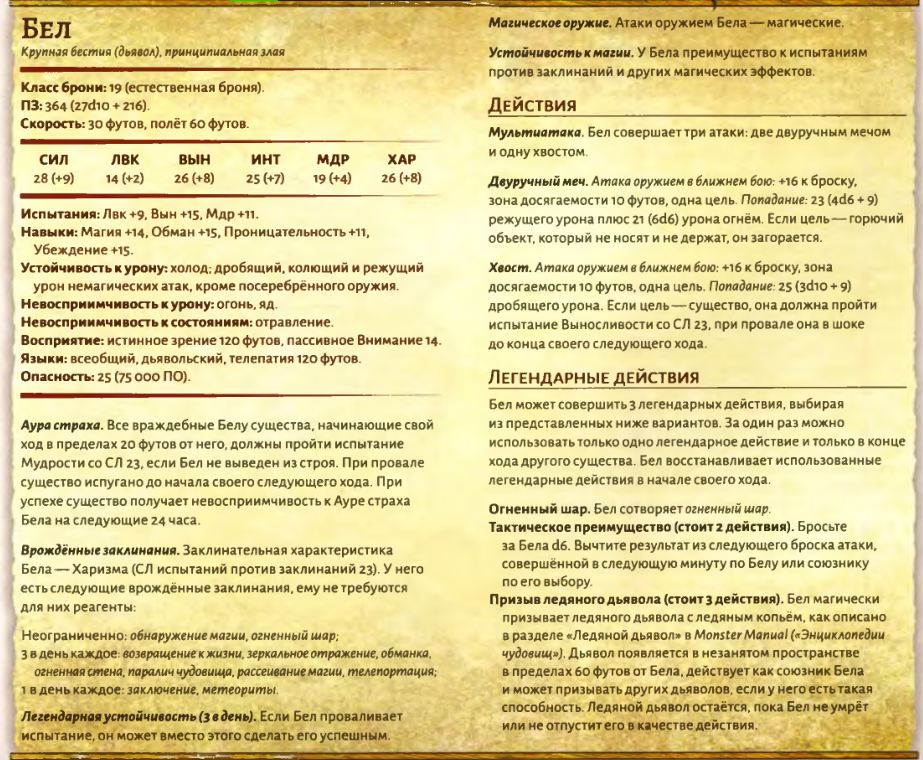 Бел
Крупная бестия (дьявол), принципиальная злая
Класс брони: 19 (естественная броня).
ПЗ: 364 (27d10 + 216).
Скорость: 30 футов, полёт 60 футов.
СИЛ ЛВК ВЫН ИНТ МДР ХАР
28 (+9) 14 (+2) 26 (+8) 25 (+7) 19 (+4) 26 (+8)
Испытания: Лвк +9, Вын +15, Мдр +11.
Навыки: Магия +14, Обман +15, Проницательность +11,
Убеждение +15.
Устойчивость к урону: холод; дробящий, колющий и режущий
урон немагических атак, кроме посеребрённого оружия.
Невосприимчивость к урону: огонь, яд.
Невосприимчивость к состояниям: отравление.
Восприятие: истинное зрение 120 футов, пассивное Внимание 14.
Языки: всеобщий, дьявольский, телепатия 120 футов.
Опасность: 25 (75 000 ПО).
Аура страха. Все враждебные Белу существа, начинающие свой
ход в пределах 20 футов от него, должны пройти испытание
Мудрости со СЛ 23, если Бел не выведен из строя. При провале
существо испугано до начала своего следующего хода. При
успехе существо получает невосприимчивость к Ауре страха
Бела на следующие 24 часа.
Врождённые заклинания. Заклинательная характеристика
Бела — Харизма (СЛ испытаний против заклинаний 23). У него
есть следующие врождённые заклинания, ему не требуются
для них реагенты:
Неограниченно: обнаружение магии, огненный шар;
3 в день каждое: возвращение к жизни, зеркальное отражение, обманка,
огненная стена, паралич чудовища, рассеивание магии, телепортация;
1 в день каждое: заключение, метеориты.
Легендарная устойчивость (3 в день). Если Бел проваливает
испытание, он может вместо этого сделать его успешным.
Магическое оружие. Атаки оружием Бела — магические.
Устойчивость к магии. У Бела преимущество к испытаниям
против заклинаний и других магических эффектов.
Действия
Мультиатака. Бел совершает три атаки: две двуручным мечом
и одну хвостом.
Двуручный меч. Атака оружием в ближнем бою: +16 к броску,
зона досягаемости 10 футов, одна цель. Попадание: 23 (4d6 + 9)
режущего урона плюс 21 (6d6) урона огнём. Если цель — горючий
объект, который не носят и не держат, он загорается.
Хвост. Атака оружием в ближнем бою: +16 к броску, зона
досягаемости 10 футов, одна цель. Попадание: 25 (3d10 + 9)
дробящего урона. Если цель — существо, она должна пройти
испытание Выносливости со СЛ 23, при провале она в шоке
до конца своего следующего хода.
Легендарные действия
Бел может совершить 3 легендарных действия, выбирая
из представленных ниже вариантов. За один раз можно
использовать только одно легендарное действие и только в конце
хода другого существа. Бел восстанавливает использованные
легендарные действия в начале своего хода.
Огненный шар. Бел сотворяет огненный шар.
Тактическое преимущество (стоит 2 действия). Бросьте
за Бела d6. Вычтите результат из следующего броска атаки,
совершённой в следующую минуту по Белу или союзнику
по его выбору.
Призыв ледяного дьявола (стоит 3 действия). Бел магически
призывает ледяного дьявола с ледяным копьём, как описано
в разделе «Ледяной дьявол» в Monster Manual («Энциклопедии
чудовищ»). Дьявол появляется в незанятом пространстве
в пределах 60 футов от Бела, действует как союзник Бела
и может призывать других дьяволов, если у него есть такая
способность. Ледяной дьявол остаётся, пока Бел не умрёт
или не отпустит его в качестве действия.